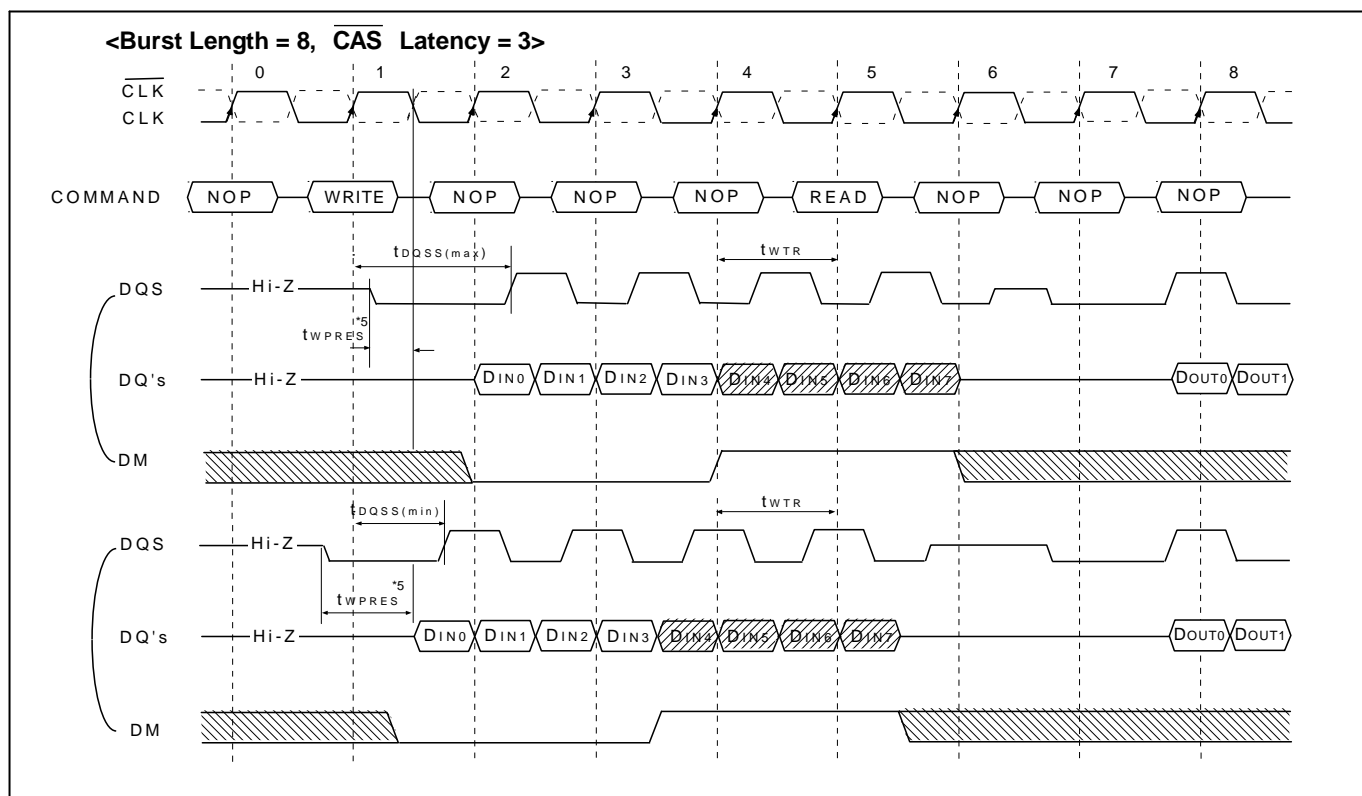 <Burst Length = 8, CAS Latency = 3>
0 1 2 3 4 5 6 7 8
CLK
CLK
COMMAND NOP WRITE NOP NOP NOP READ NOP NOP NOP
tDQSS(max) tWTR
DQS Hi-Z
tWPRES*5
DQ's Hi-Z DIN0 DIN1 DIN2 DIN3 DIN4 DIN5 DIN6 DIN7 DOUT0 DOUT1
DM
tDQSS(min) tWTR
DQS Hi-Z
tWPRES*5
DQ's Hi-Z DIN0 DIN1 DIN2 DIN3 DIN4 DIN5 DIN6 DIN7 DOUT0 DOUT1
DM